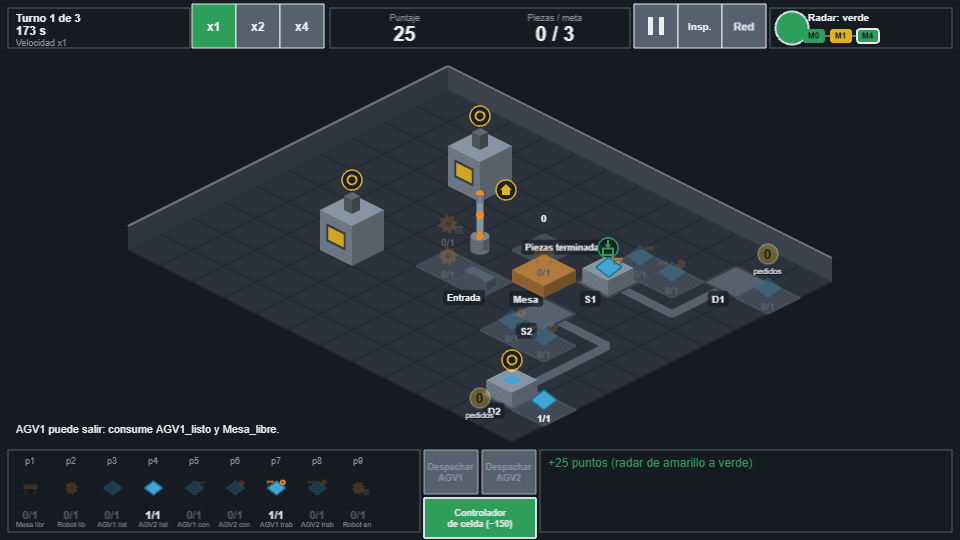 Turno 1 de 3
173 s
Velocidad x1
x1
x2
x4
Puntaje
25
Piezas / meta
0 / 3
Insp.
Red
Radar: verde
M0
M1
M4
0
Piezas terminada
0/1
0/1
0/1
0/1
0/1
0
pedidos
0/1
Entrada
Mesa
S1
D1
S2
0/1
0
pedidos
D2
1/1
AGV1 puede salir: consume AGV1_listo y Mesa_libre.
p1
p2
p3
p4
p5
p6
p7
p8
p9
0/1
0/1
0/1
1/1
0/1
0/1
1/1
0/1
0/1
Mesa libr
Robot lib
AGV1 list
AGV2 list
AGV1 con
AGV2 con
AGV1 trab
AGV2 trab
Robot en
Despachar
AGV1
Despachar
AGV2
Controlador
de celda (−150)
+25 puntos (radar de amarillo a verde)